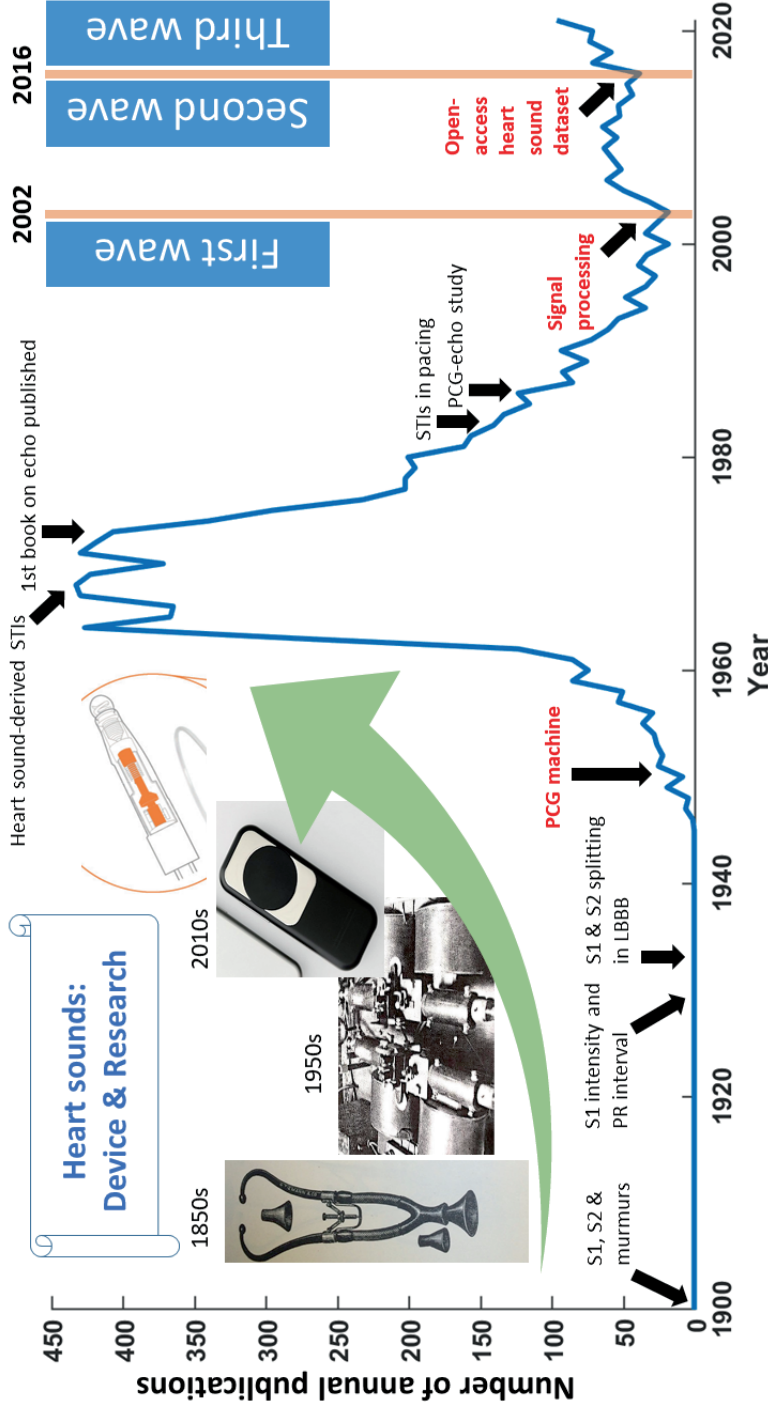 Heart sounds:
Device & Research
1850s
1950s
2010s
Heart sound-derived STIs
1st book on echo published
STIs in pacing
PCG-echo study
2002
2016
First wave
Second wave
Third wave
Signal
processing
Open-
access
heart
sound
dataset
PCG machine
S1, S2 &
murmurs
S1 intensity and
PR interval
S1 & S2 splitting
in LBBB
Number of annual publications
450
400
350
300
250
200
150
100
50
0
1900
1920
1940
1960
1980
2000
2020
Year